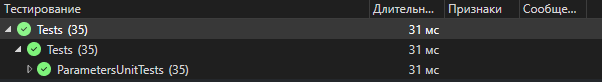 Тестирование Длительн... Признаки Сообще...
Tests (35) 31 мс
Tests (35) 31 мс
ParametersUnitTests (35) 31 мс